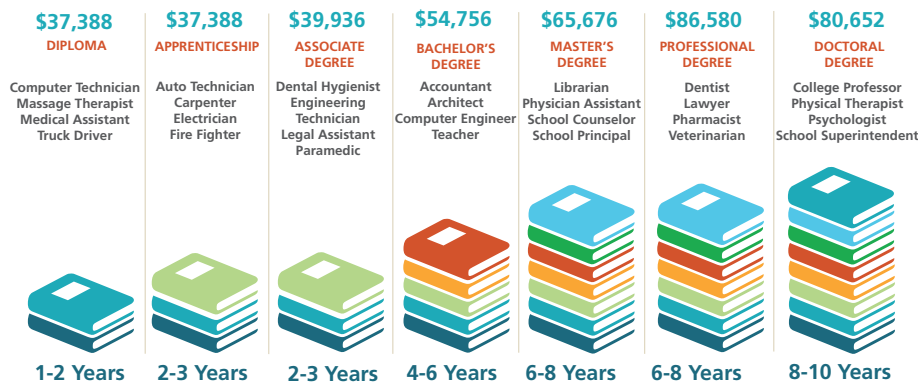 $37,388
DIPLOMA
Computer Technician
Massage Therapist
Medical Assistant
Truck Driver
1-2 Years
$37,388
APPRENTICESHIP
Auto Technician
Carpenter
Electrician
Fire Fighter
2-3 Years
$39,936
ASSOCIATE
DEGREE
Dental Hygienist
Engineering
Technician
Legal Assistant
Paramedic
2-3 Years
$54,756
BACHELOR'S
DEGREE
Accountant
Architect
Computer Engineer
Teacher
4-6 Years
$65,676
MASTER'S
DEGREE
Librarian
Physician Assistant
School Counselor
School Principal
6-8 Years
$86,580
PROFESSIONAL
DEGREE
Dentist
Lawyer
Pharmacist
Veterinarian
6-8 Years
$80,652
DOCTORAL
DEGREE
College Professor
Physical Therapist
Psychologist
School Superintendent
8-10 Years